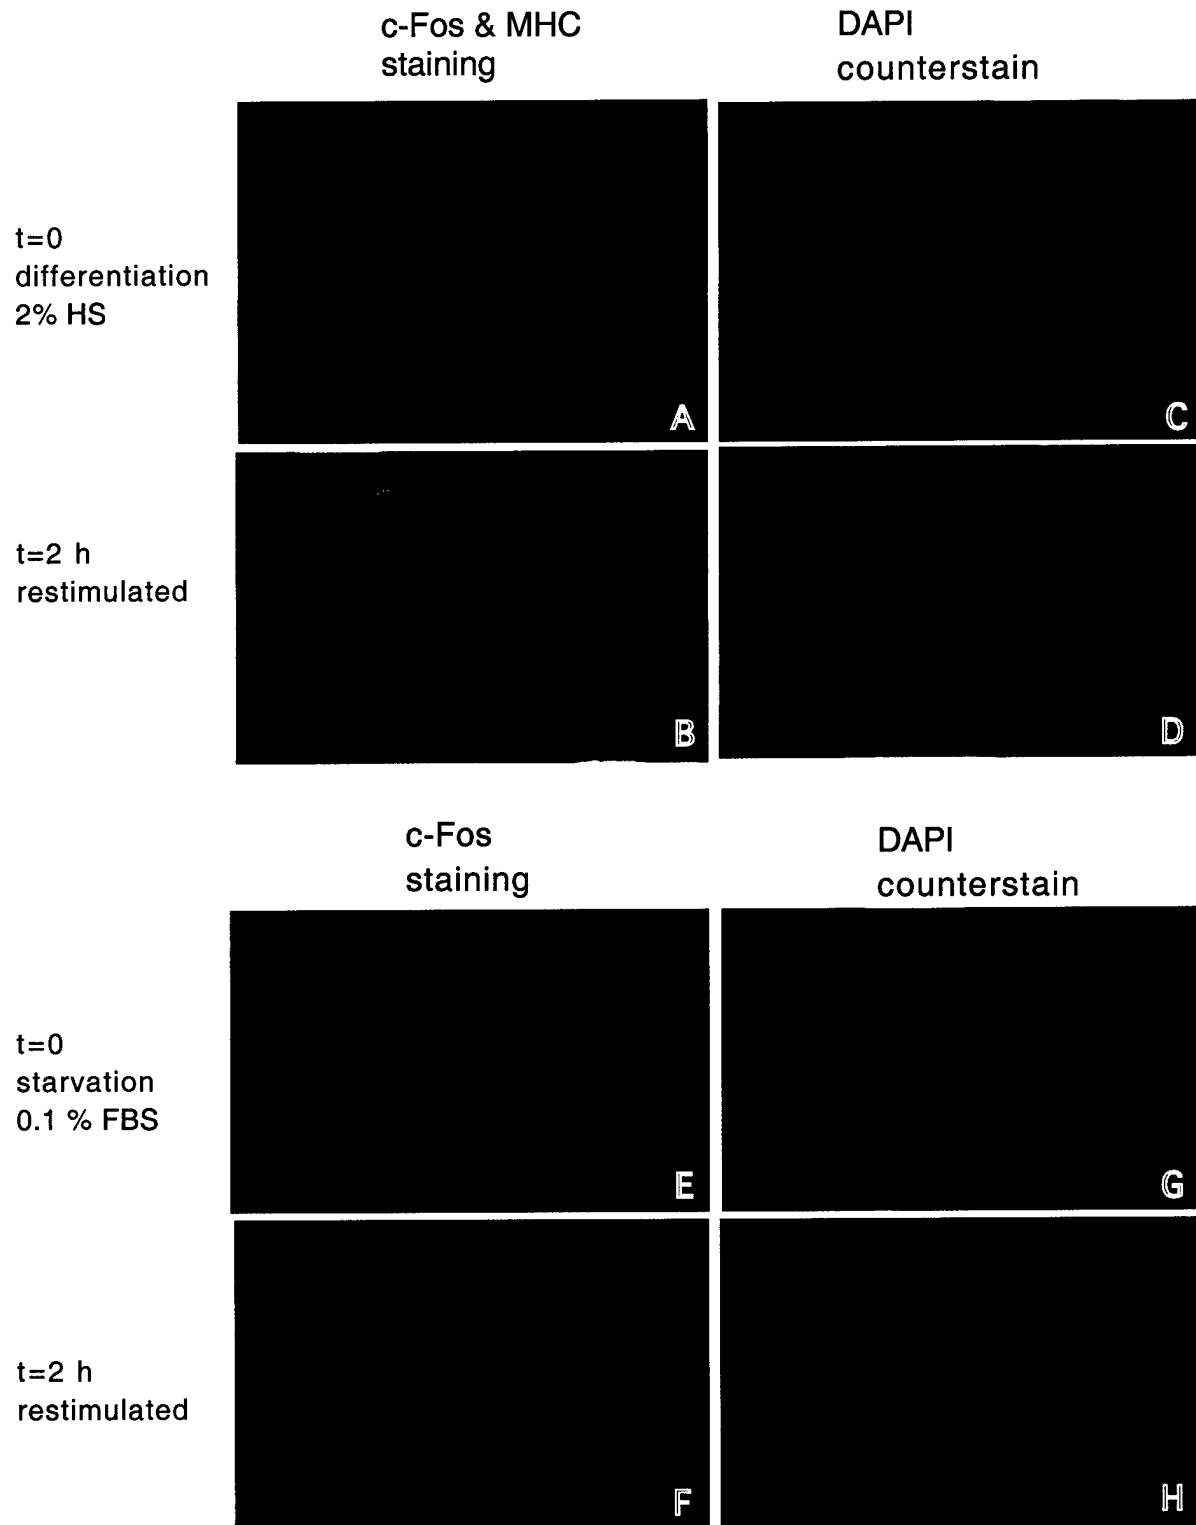 c-Fos & MHC
staining
DAPI
counterstain
t=0
differentiation
2% HS
A
C
t=2 h
restimulated
B
D
c-Fos
staining
DAPI
counterstain
t=0
starvation
0.1 % FBS
E
G
t=2 h
restimulated
F
H